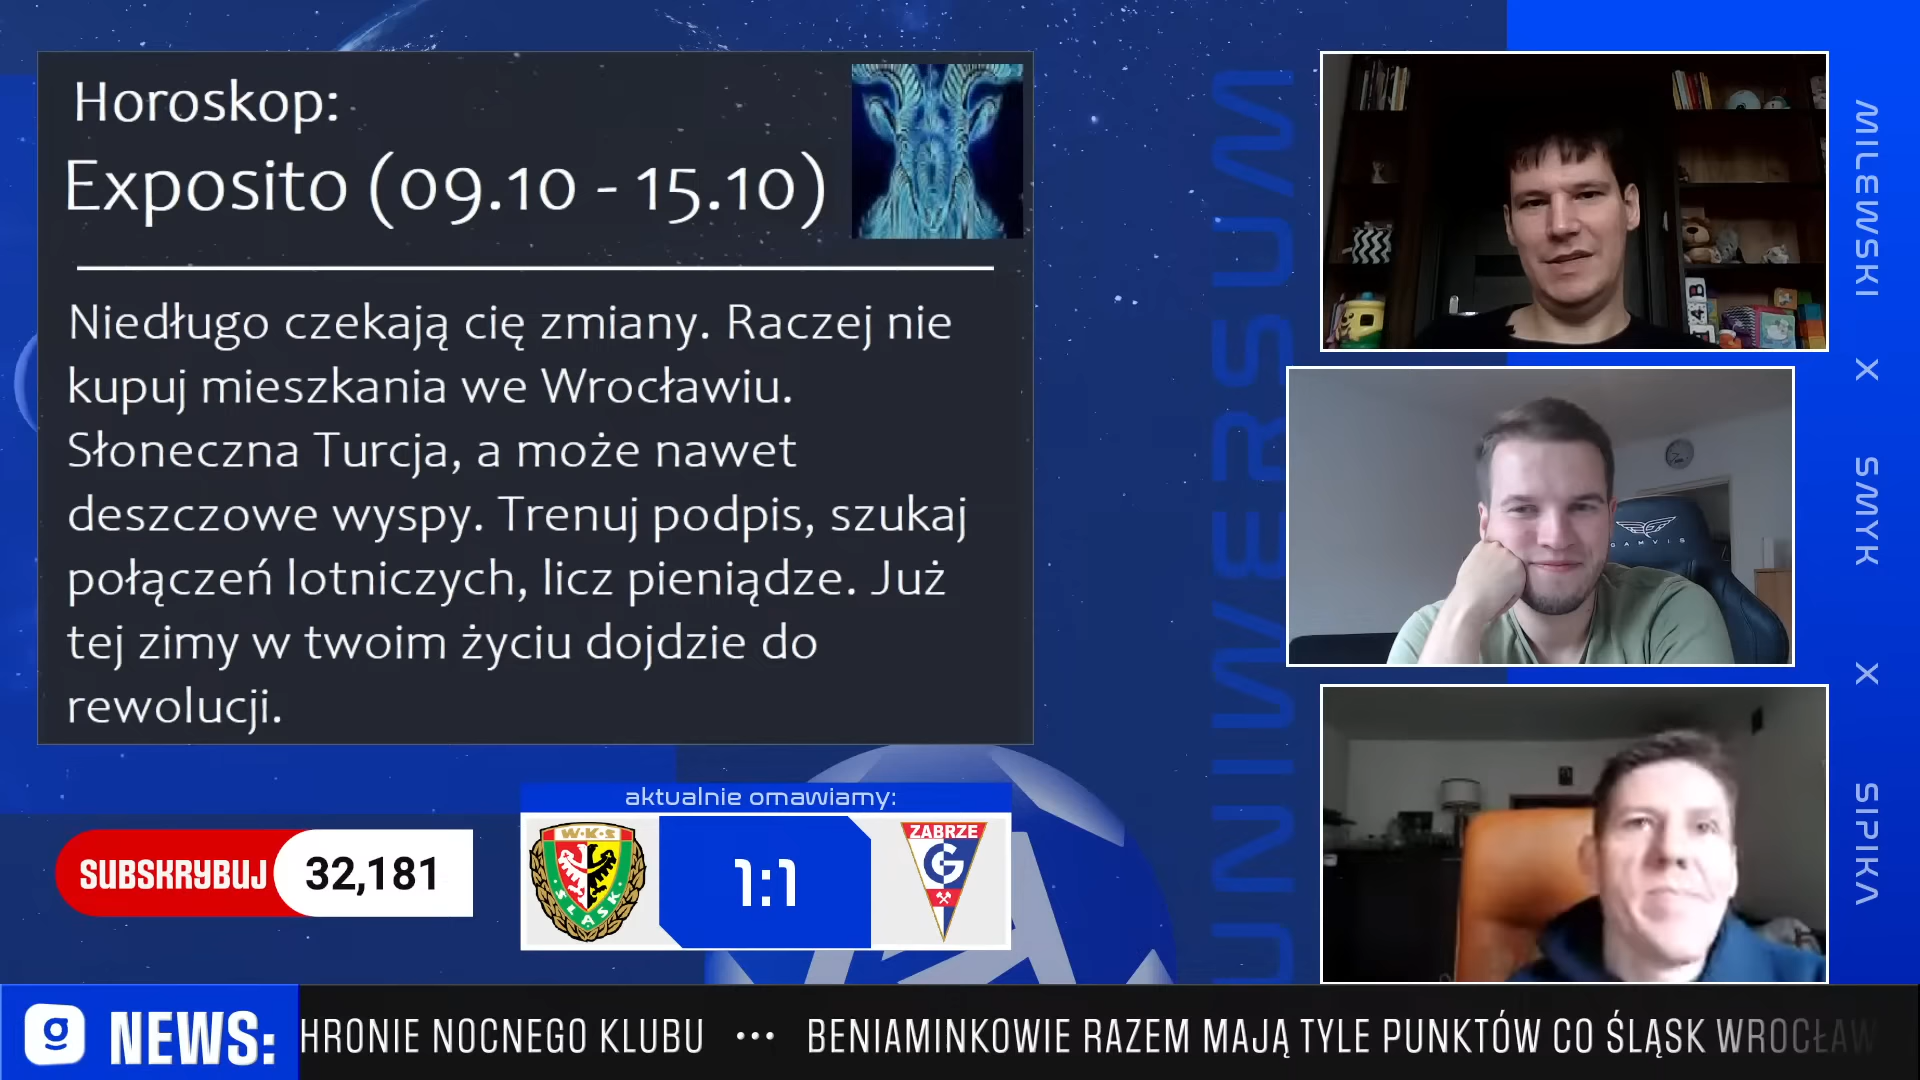 Horoskop:
Exposito (09.10 - 15.10)
Niedługo czekają cię zmiany. Raczej nie
kupuj mieszkania we Wrocławiu.
Słoneczna Turcja, a może nawet
deszczowe wyspy. Trenuj podpis, szukaj
połączeń lotniczych, licz pieniądze. Już
tej zimy w twoim życiu dojdzie do
rewolucji.
UNIWERSUM
MILEWSKI X SMYK X SIPIKA
GAMVIS
aktualnie omawiamy:
SUBSKRYBUJ 32,181
W·K·S
ŚLĄSK
1:1
ZABRZE
G
g NEWS: HRONIE NOCNEGO KLUBU ••• BENIAMINKOWIE RAZEM MAJĄ TYLE PUNKTÓW CO ŚLĄSK WROCŁAW